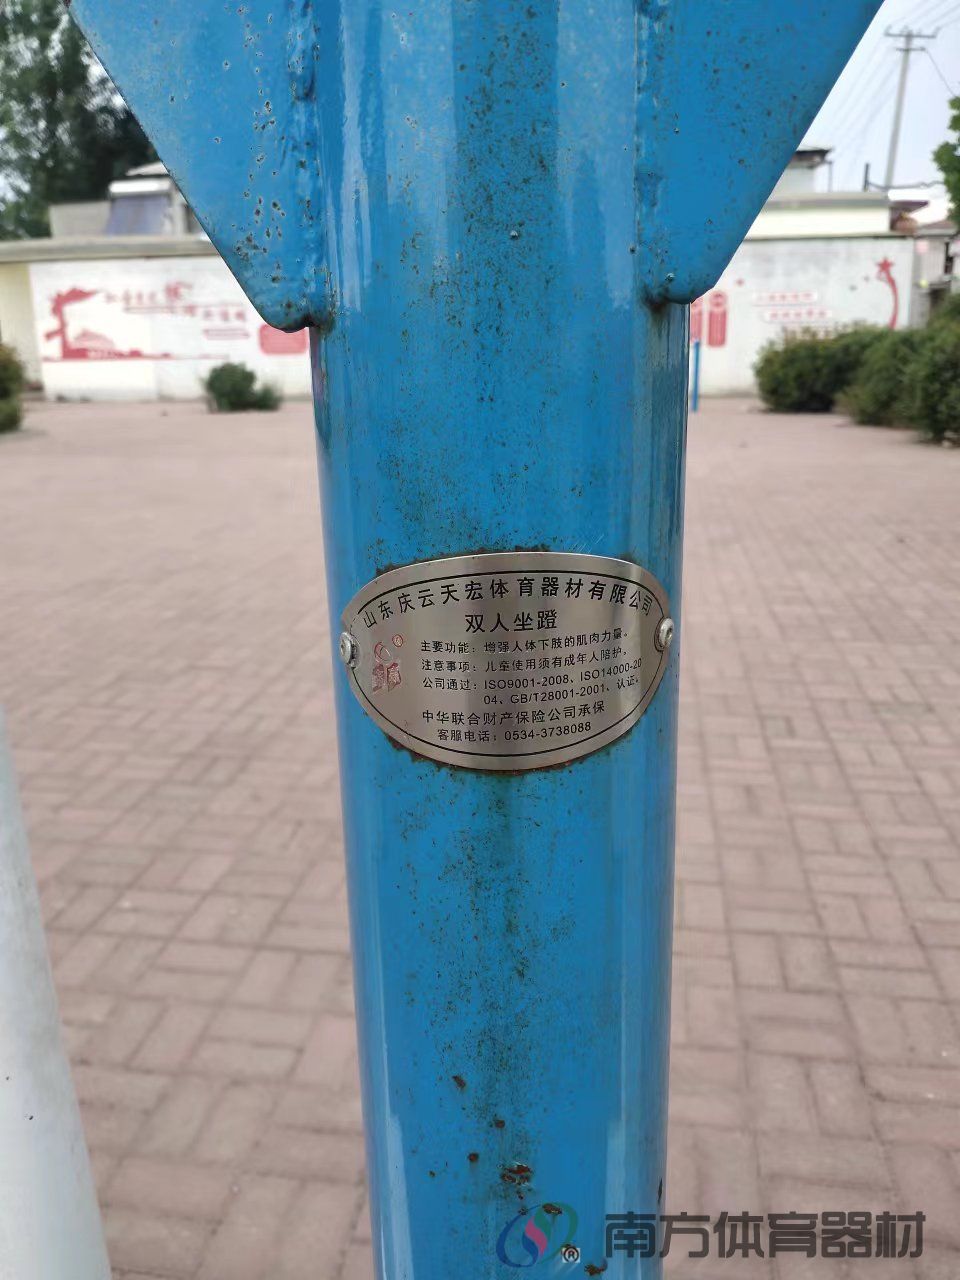 山东庆云天宏体育器材有限公司
双人坐蹬
主要功能：增强人体下肢的肌肉力量。
注意事项：儿童使用须有成年人陪护。
公司通过：ISO9001-2008、ISO14000-20
04、GB/T28001-2001、认证。
中华联合财产保险公司承保
客服电话：0534-3738088
®
南方体育器材